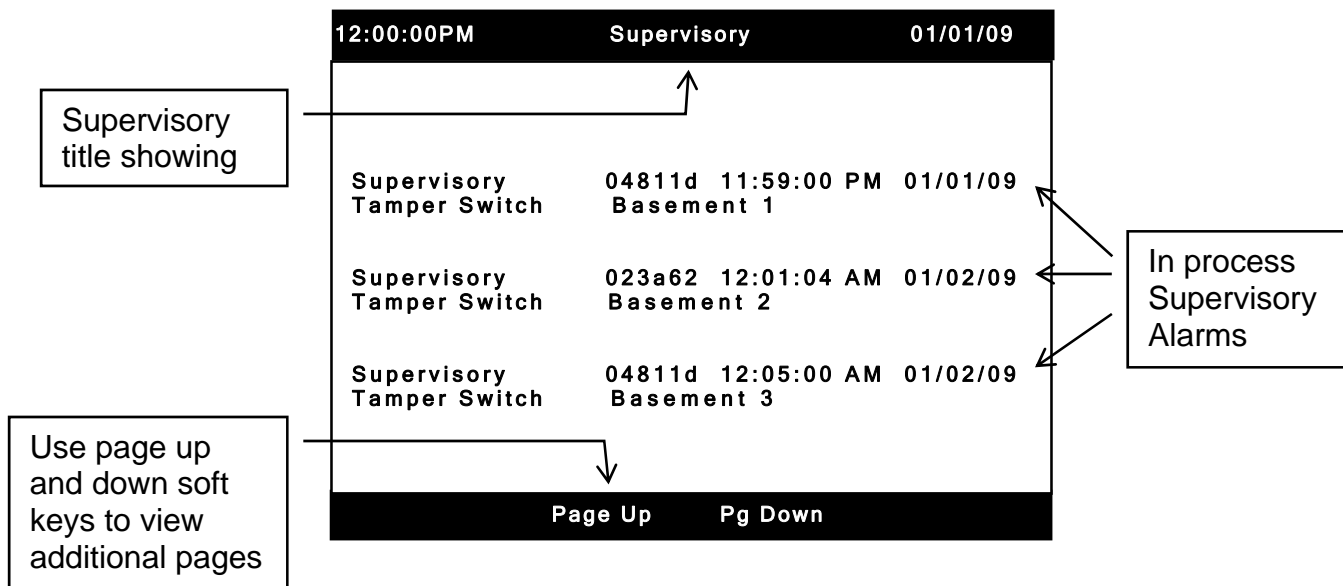 12:00:00PM Supervisory 01/01/09
Supervisory
title showing
Supervisory 04811d 11:59:00 PM 01/01/09
Tamper Switch Basement 1
Supervisory 023a62 12:01:04 AM 01/02/09
Tamper Switch Basement 2
Supervisory 04811d 12:05:00 AM 01/02/09
Tamper Switch Basement 3
In process
Supervisory
Alarms
Use page up
and down soft
keys to view
additional pages
Page Up Pg Down